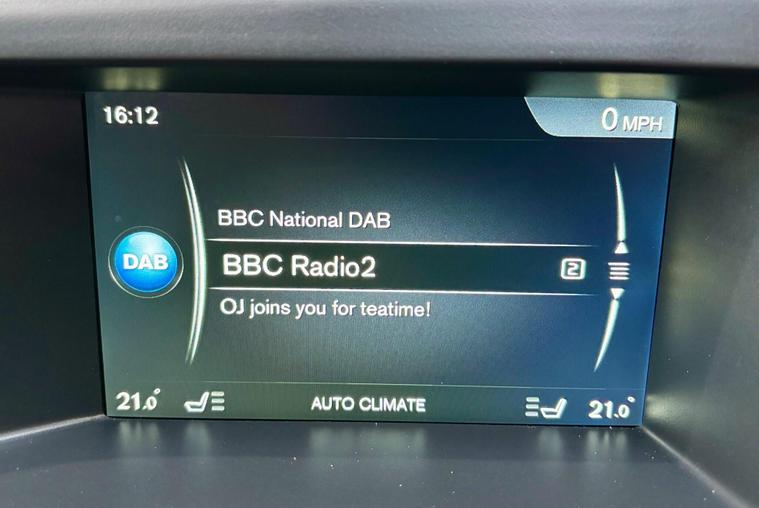 16:12
0 MPH
BBC National DAB
DAB
BBC Radio2
2
OJ joins you for teatime!
21.0°
AUTO CLIMATE
21.0°